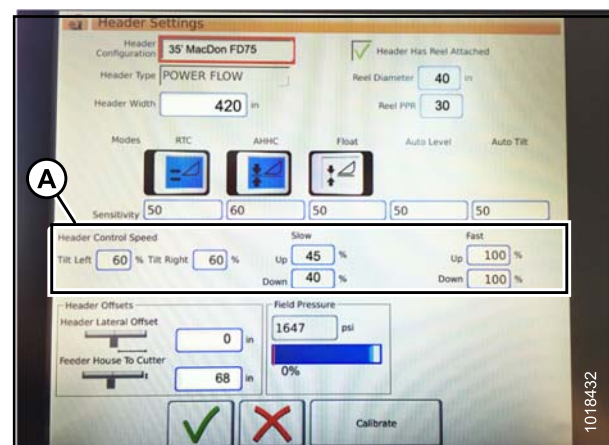 Header Settings
Header Configuration
35' MacDon FD75
Header Has Reel Attached
Header Type
POWER FLOW
Reel Diameter
40
in
Header Width
420
in
Reel PPR
30
Modes
RTC
AHHC
Float
Auto Level
Auto Tilt
A
Sensitivity
50
60
50
50
50
Header Control Speed
Slow
Fast
Tilt Left
60
%
Tilt Right
60
%
Up
45
%
Up
100
%
Down
40
%
Down
100
%
Header Offsets
Field Pressure
Header Lateral Offset
0
in
1647
psi
Feeder House To Cutter
68
in
0%
Calibrate
1018432